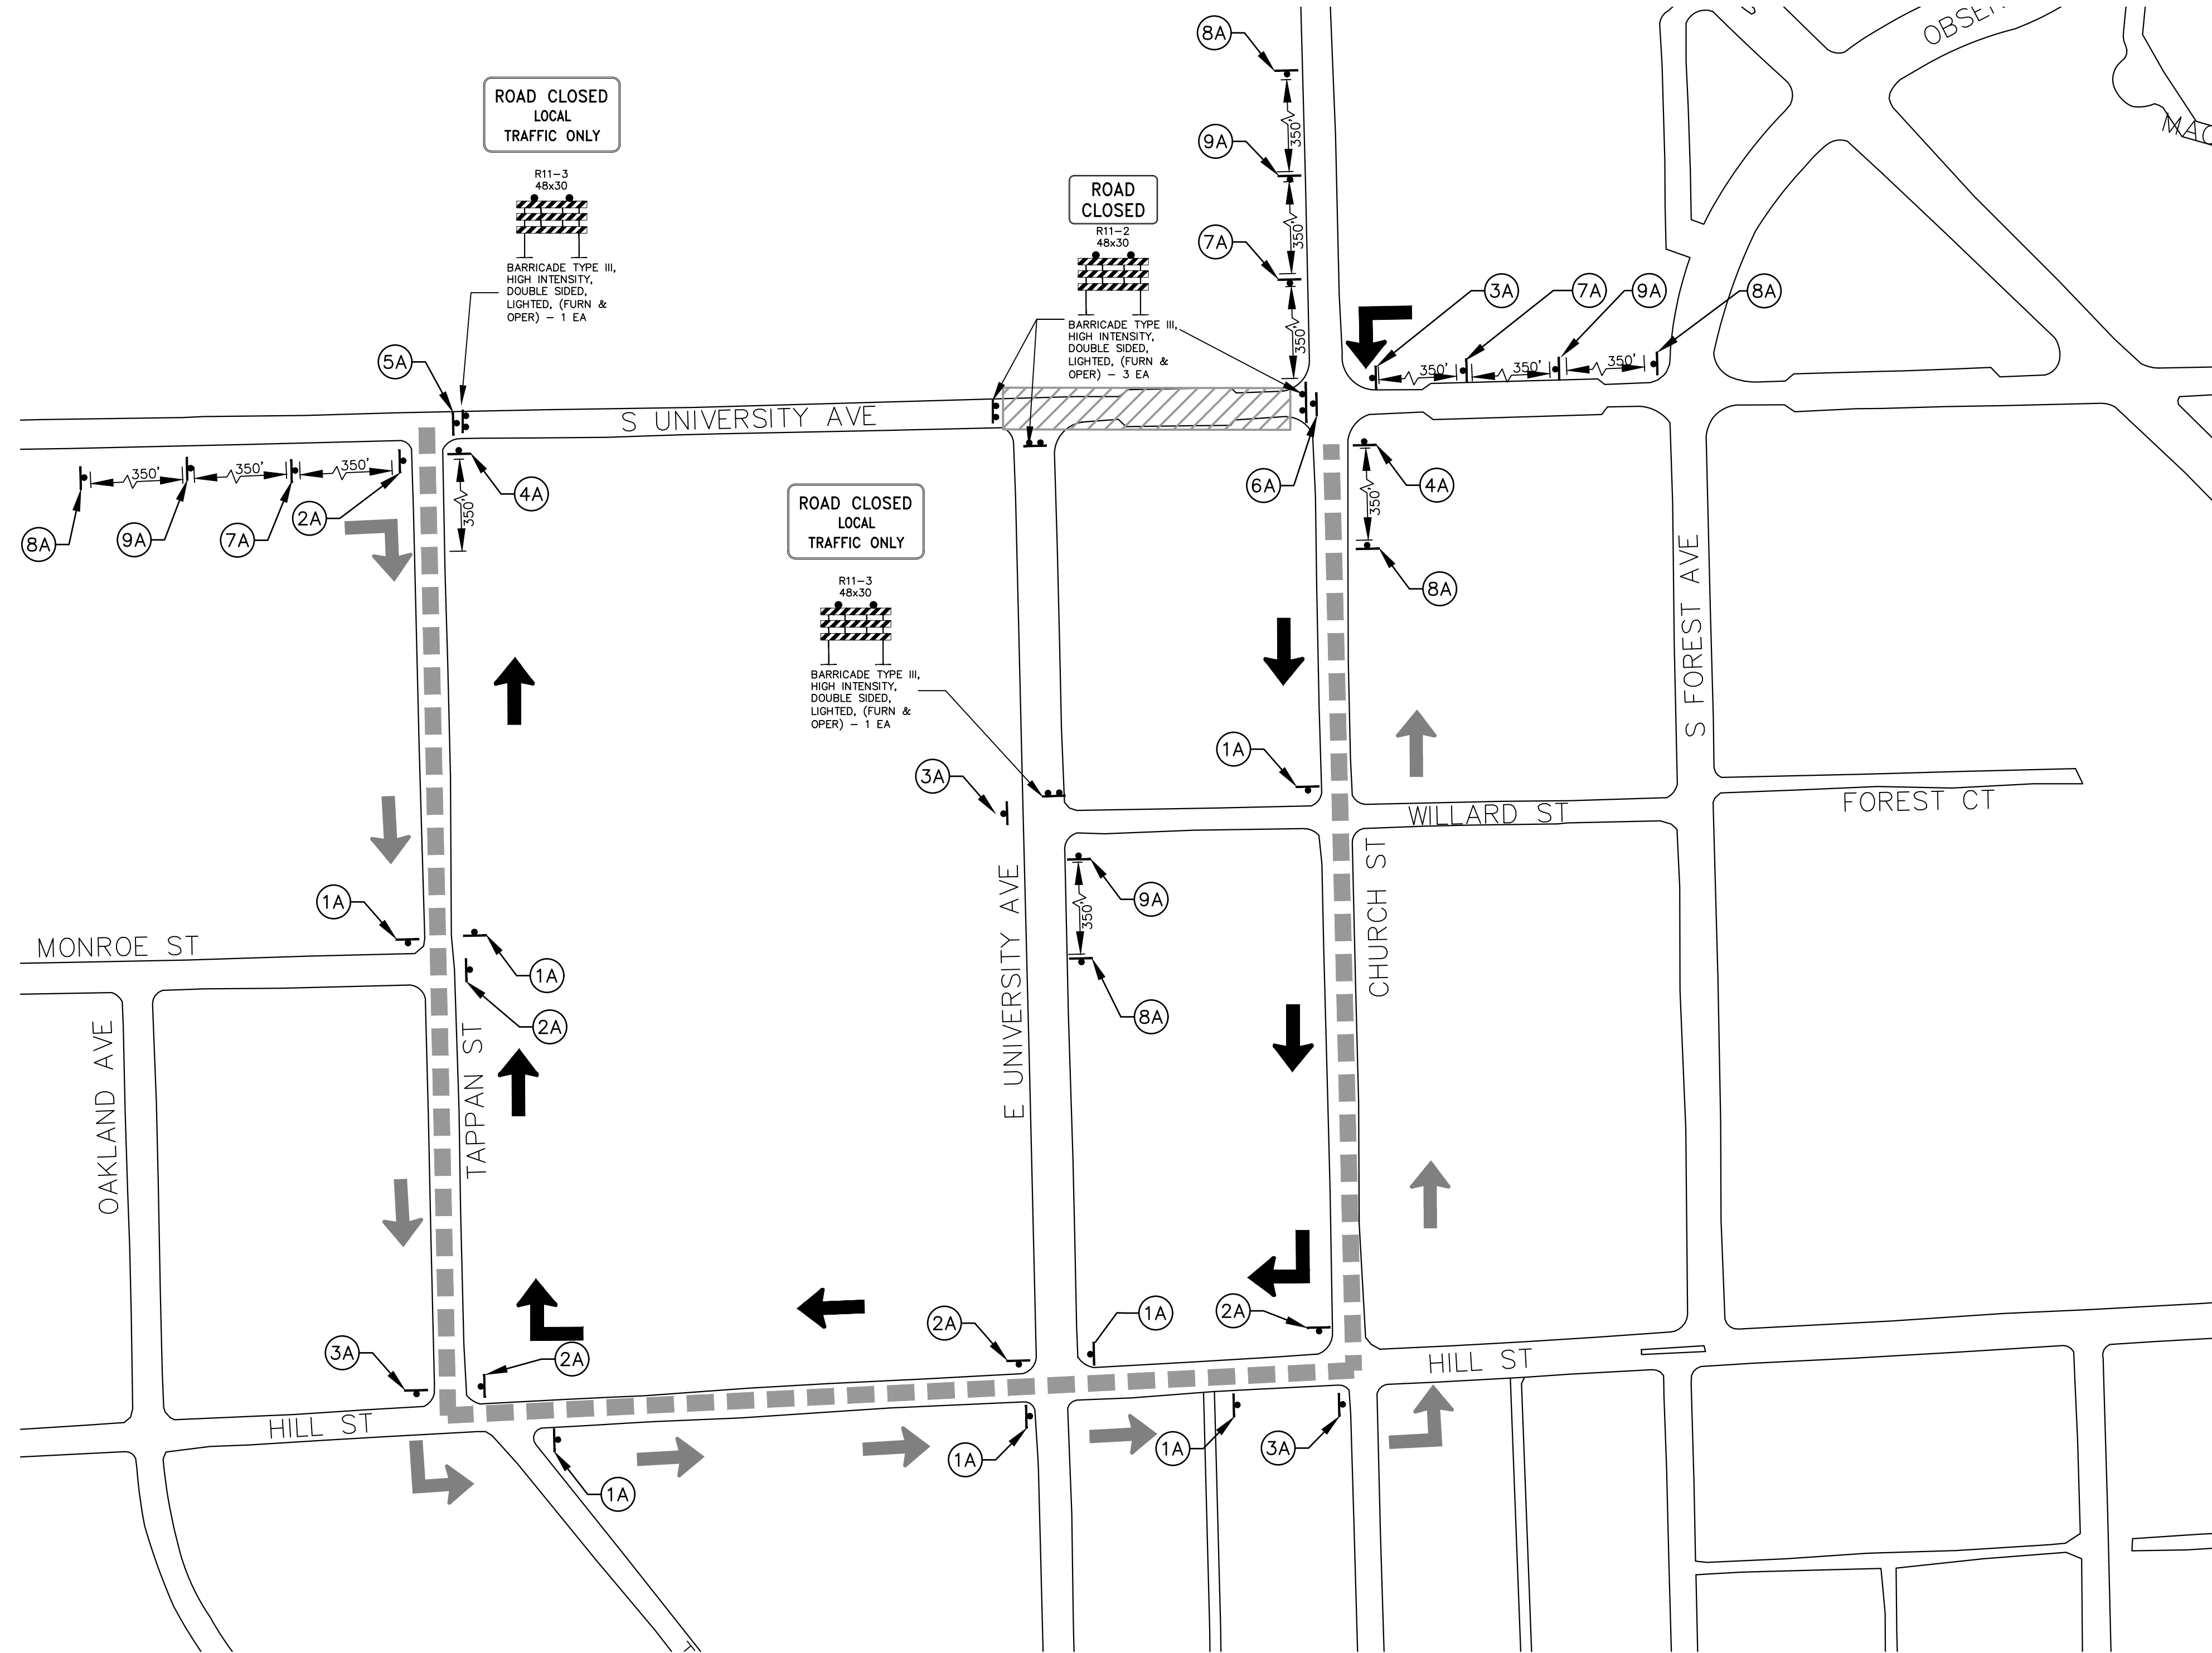 8A
OBSER
MAC
ROAD CLOSED
LOCAL
TRAFFIC ONLY
R11-3
48x30
BARRICADE TYPE III,
HIGH INTENSITY,
DOUBLE SIDED,
LIGHTED, (FURN &
OPER) - 1 EA
350'
9A
350'
7A
350'
ROAD
CLOSED
R11-2
48x30
BARRICADE TYPE III,
HIGH INTENSITY,
DOUBLE SIDED,
LIGHTED, (FURN &
OPER) - 3 EA
3A
7A
9A
8A
350'
350'
350'
5A
S UNIVERSITY AVE
350'
350'
350'
8A
9A
7A
2A
4A
350'
6A
4A
350'
8A
ROAD CLOSED
LOCAL
TRAFFIC ONLY
R11-3
48x30
BARRICADE TYPE III,
HIGH INTENSITY,
DOUBLE SIDED,
LIGHTED, (FURN &
OPER) - 1 EA
S FOREST AVE
3A
1A
WILLARD ST
FOREST CT
1A
MONROE ST
1A
2A
9A
350'
8A
CHURCH ST
E UNIVERSITY AVE
OAKLAND AVE
TAPPAN ST
3A
2A
2A
1A
2A
HILL ST
HILL ST
1A
1A
1A
3A